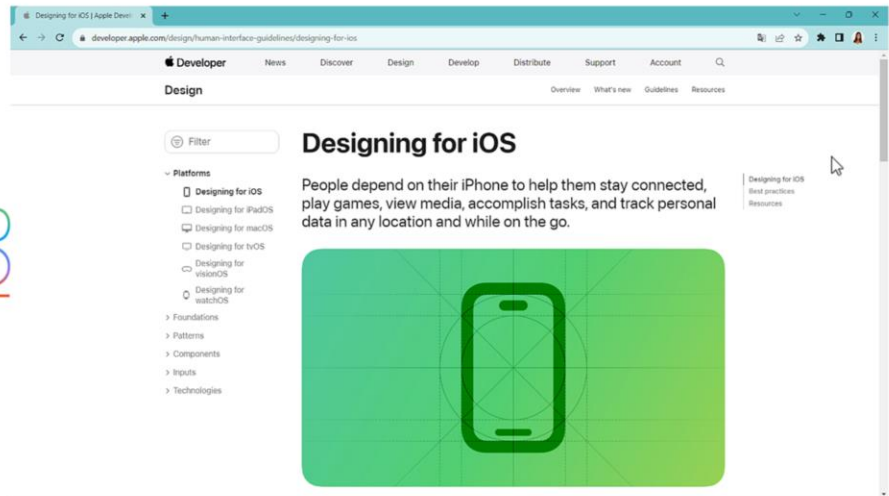 Designing for iOS | Apple Devel
developer.apple.com/design/human-interface-guidelines/designing-for-ios
Developer News Discover Design Develop Distribute Support Account
Design Overview What's new Guidelines Resources
Filter
Platforms
Designing for iOS
Designing for iPadOS
Designing for macOS
Designing for tvOS
Designing for
visionOS
Designing for
watchOS
Foundations
Patterns
Components
Inputs
Technologies
Designing for iOS
People depend on their iPhone to help them stay connected,
play games, view media, accomplish tasks, and track personal
data in any location and while on the go.
Designing for iOS
Best practices
Resources